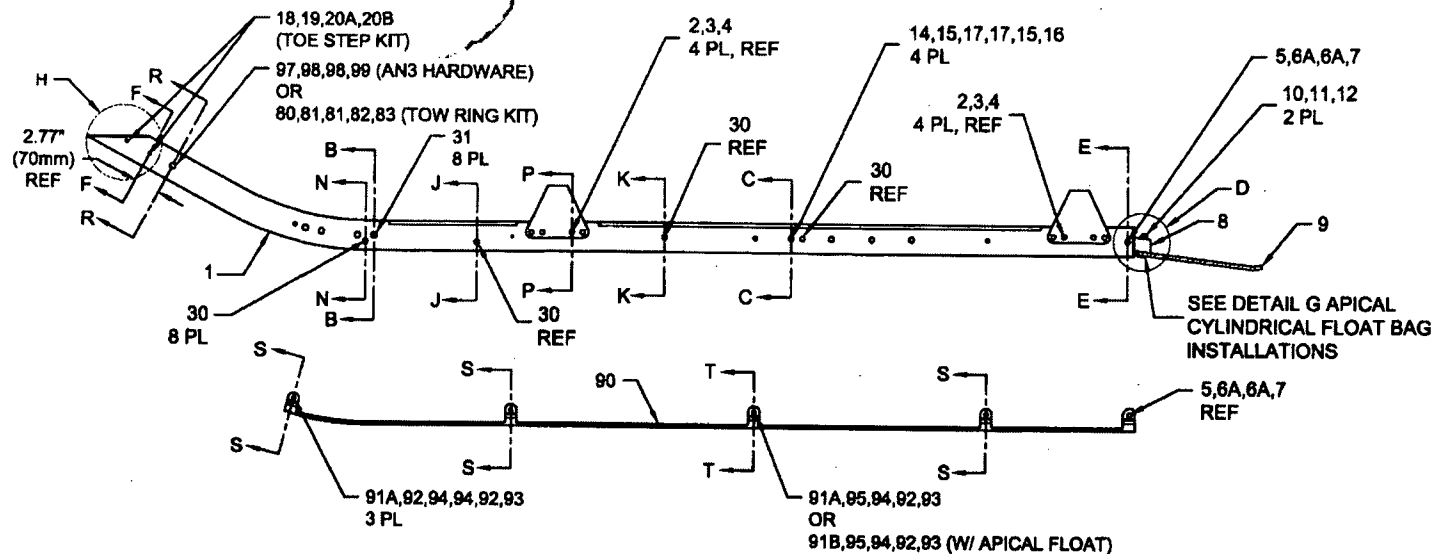 18,19,20A,20B
(TOE STEP KIT)
97,98,98,99 (AN3 HARDWARE)
OR
80,81,81,82,83 (TOW RING KIT)
H
R
F
2.77"
(70mm)
REF
F
R
31
8 PL
B
N
J
P
2,3,4
4 PL, REF
K
30
REF
C
14,15,17,17,15,16
4 PL
30
REF
2,3,4
4 PL, REF
E
5,6A,6A,7
10,11,12
2 PL
D
8
9
1
30
8 PL
N
B
J
30
REF
P
K
C
E
SEE DETAIL G APICAL
CYLINDRICAL FLOAT BAG
INSTALLATIONS
S
S
90
T
S
5,6A,6A,7
REF
S
S
T
S
91A,92,94,94,92,93
3 PL
91A,95,94,92,93
OR
91B,95,94,92,93 (W/ APICAL FLOAT)